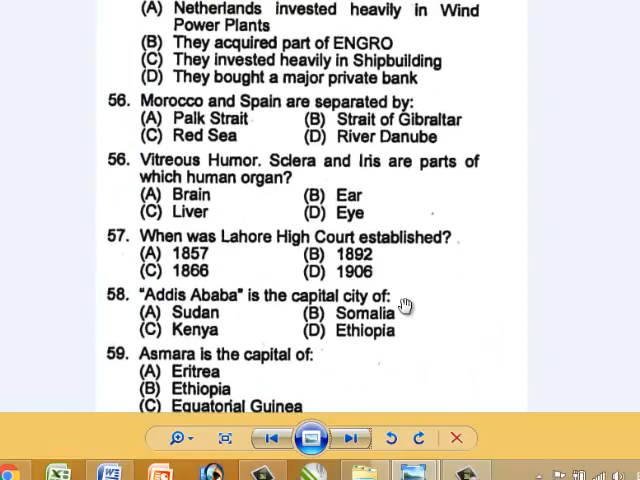 (A) Netherlands invested heavily in Wind
Power Plants
(B) They acquired part of ENGRO
(C) They invested heavily in Shipbuilding
(D) They bought a major private bank
56. Morocco and Spain are separated by:
(A) Palk Strait (B) Strait of Gibraltar
(C) Red Sea (D) River Danube
56. Vitreous Humor. Sclera and Iris are parts of
which human organ?
(A) Brain (B) Ear
(C) Liver (D) Eye
57. When was Lahore High Court established?
(A) 1857 (B) 1892
(C) 1866 (D) 1906
58. "Addis Ababa" is the capital city of:
(A) Sudan (B) Somalia
(C) Kenya (D) Ethiopia
59. Asmara is the capital of:
(A) Eritrea
(B) Ethiopia
(C) Equatorial Guinea